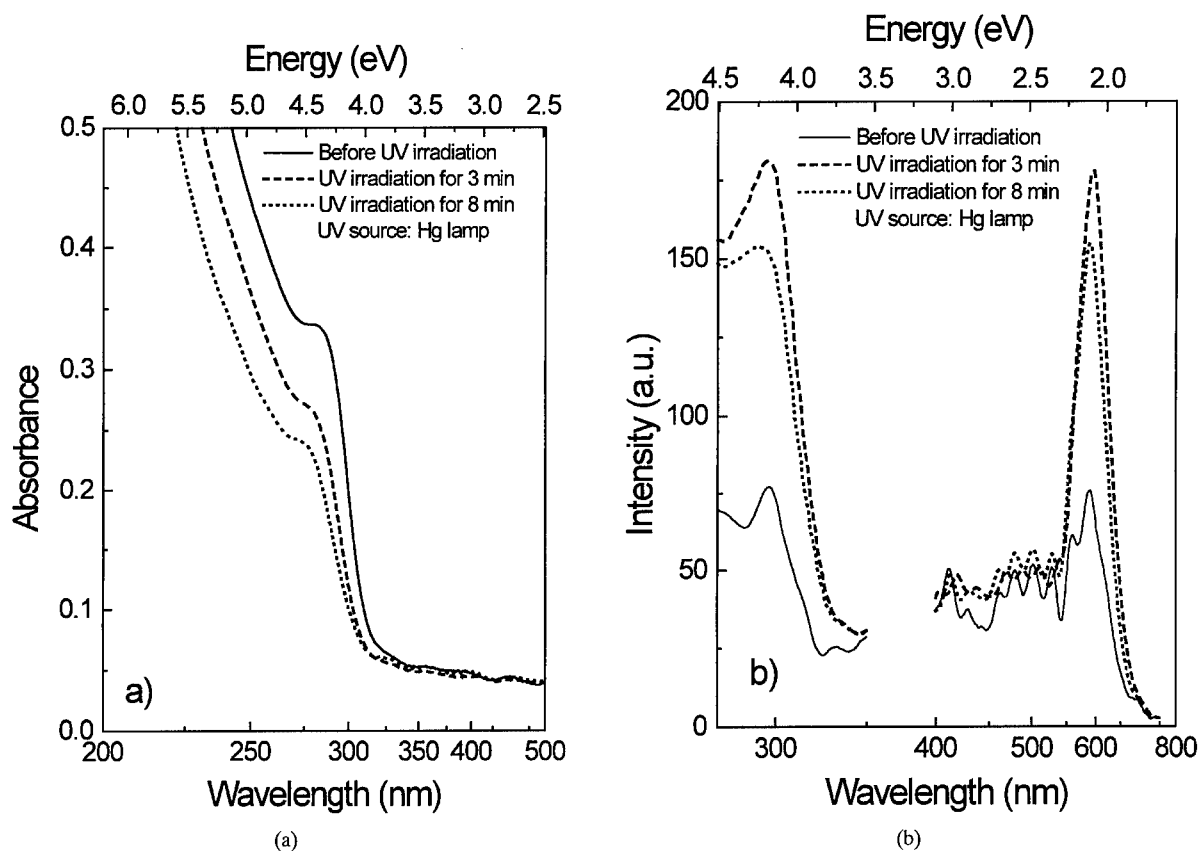 Energy (eV)
6.0 5.5 5.0 4.5 4.0 3.5 3.0 2.5
0.5
0.4
0.3
0.2
0.1
0.0
Absorbance
Before UV irradiation
UV irradiation for 3 min
UV irradiation for 8 min
UV source: Hg lamp
a)
200 250 300 350 400 500
Wavelength (nm)
(a)
Energy (eV)
4.5 4.0 3.5 3.0 2.5 2.0
200
150
100
50
0
Intensity (a.u.)
Before UV irradiation
UV irradiation for 3 min
UV irradiation for 8 min
UV source: Hg lamp
b)
300 400 500 600 800
Wavelength (nm)
(b)